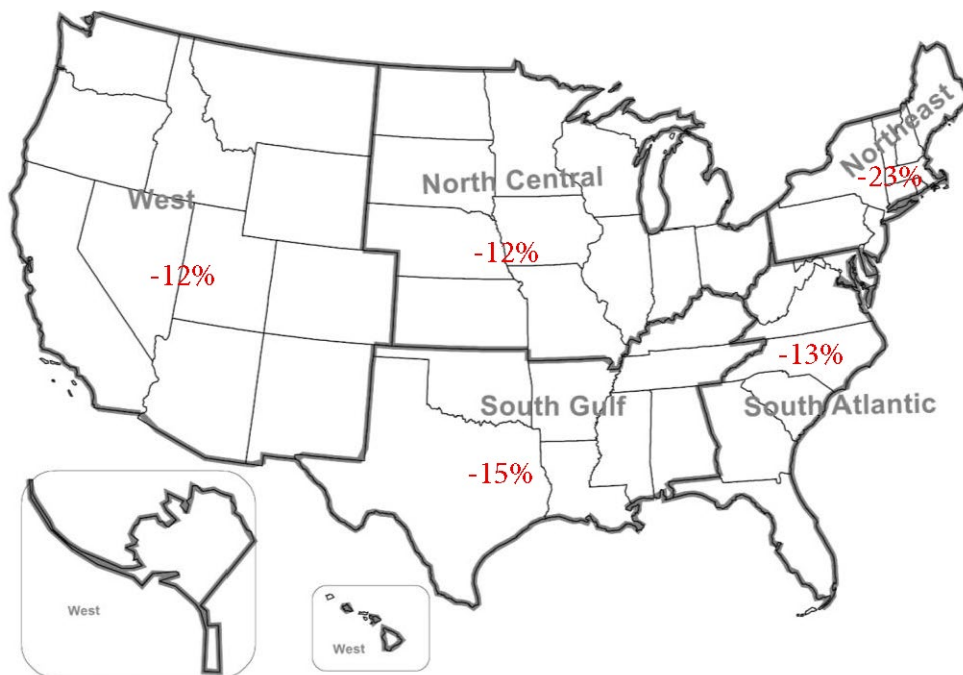 Northeast
-23%
North Central
West
-12%
-12%
-13%
South Gulf
South Atlantic
-15%
West
West